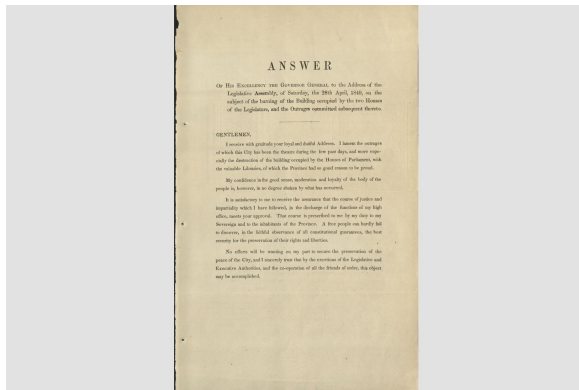 ANSWER
OF HIS EXCELLENCY THE GOVERNOR GENERAL to the Address of the
Legislative Assembly, of Saturday, the 28th April, 1849, on the
subject of the burning of the Building occupied by the two Houses
of the Legislature, and the Outrages committed subsequent thereto.
GENTLEMEN,
I receive with gratitude your loyal and dutiful Address. I lament the outrages
of which this City has been the theatre during the few past days, and more espe-
cially the destruction of the building occupied by the Houses of Parliament, with
the valuable Libraries, of which the Province had so good reason to be proud.
My confidence in the good sense, moderation and loyalty of the body of the
people is, however, in no degree shaken by what has occurred.
It is satisfactory to me to receive the assurance that the course of justice and
impartiality which I have followed, in the discharge of the functions of my high
office, meets your approval. That course is prescribed to me by my duty to my
Sovereign and to the inhabitants of the Province. A free people can hardly fail
to discover, in the faithful observance of all constitutional guarantees, the best
security for the preservation of their rights and liberties.
No efforts will be wanting on my part to secure the preservation of the
peace of the City, and I sincerely trust that by the exertions of the Legislative and
Executive Authorities, and the co-operation of all the friends of order, this object
may be accomplished.